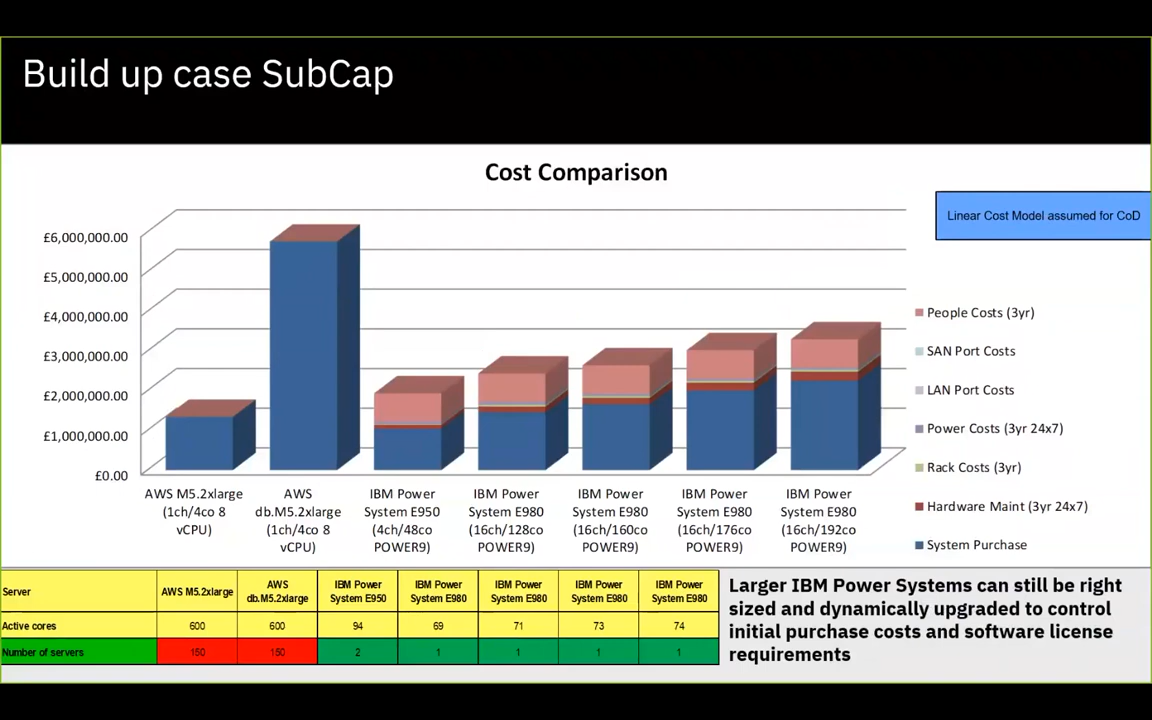 Build up case SubCap
Cost Comparison
Linear Cost Model assumed for CoD
£6,000,000.00
£5,000,000.00
£4,000,000.00
£3,000,000.00
£2,000,000.00
£1,000,000.00
£0.00
AWS M5.2xlarge
(1ch/4co 8
vCPU)
AWS
db.M5.2xlarge
(1ch/4co 8
vCPU)
IBM Power
System E950
(4ch/48co
POWER9)
IBM Power
System E980
(16ch/128co
POWER9)
IBM Power
System E980
(16ch/160co
POWER9)
IBM Power
System E980
(16ch/176co
POWER9)
IBM Power
System E980
(16ch/192co
POWER9)
People Costs (3yr)
SAN Port Costs
LAN Port Costs
Power Costs (3yr 24x7)
Rack Costs (3yr)
Hardware Maint (3yr 24x7)
System Purchase
Server
AWS M5.2xlarge
AWS
db.M5.2xlarge
IBM Power
System E950
IBM Power
System E980
IBM Power
System E980
IBM Power
System E980
IBM Power
System E980
Active cores 600 600 94 69 71 73 74
Number of servers 150 150 2 1 1 1 1
Larger IBM Power Systems can still be right
sized and dynamically upgraded to control
initial purchase costs and software license
requirements